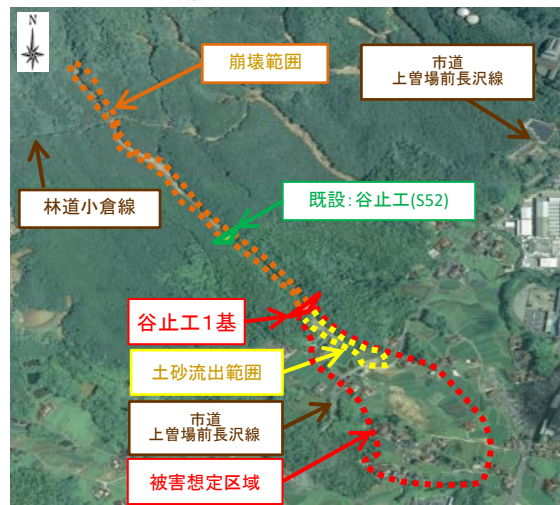 N
崩壊範囲
市道
上曽場前長沢線
林道小倉線
既設:谷止工(S52)
谷止工1基
土砂流出範囲
市道
上曽場前長沢線
被害想定区域